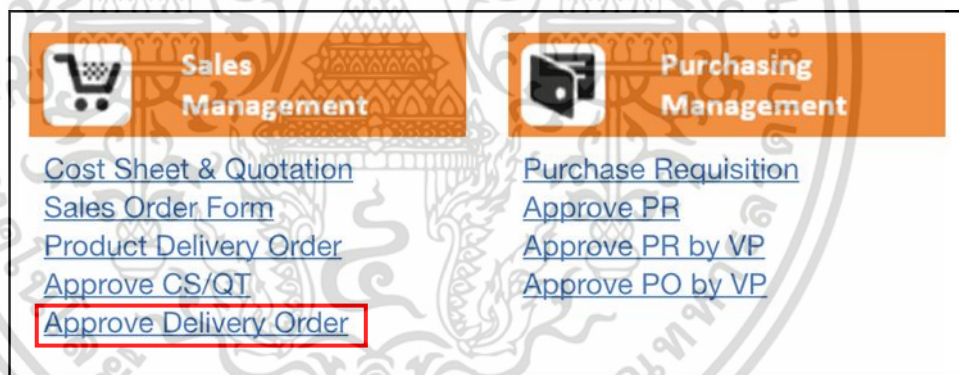 Sales
Management
Cost Sheet & Quotation
Sales Order Form
Product Delivery Order
Approve CS/QT
Approve Delivery Order
Purchasing
Management
Purchase Requisition
Approve PR
Approve PR by VP
Approve PO by VP